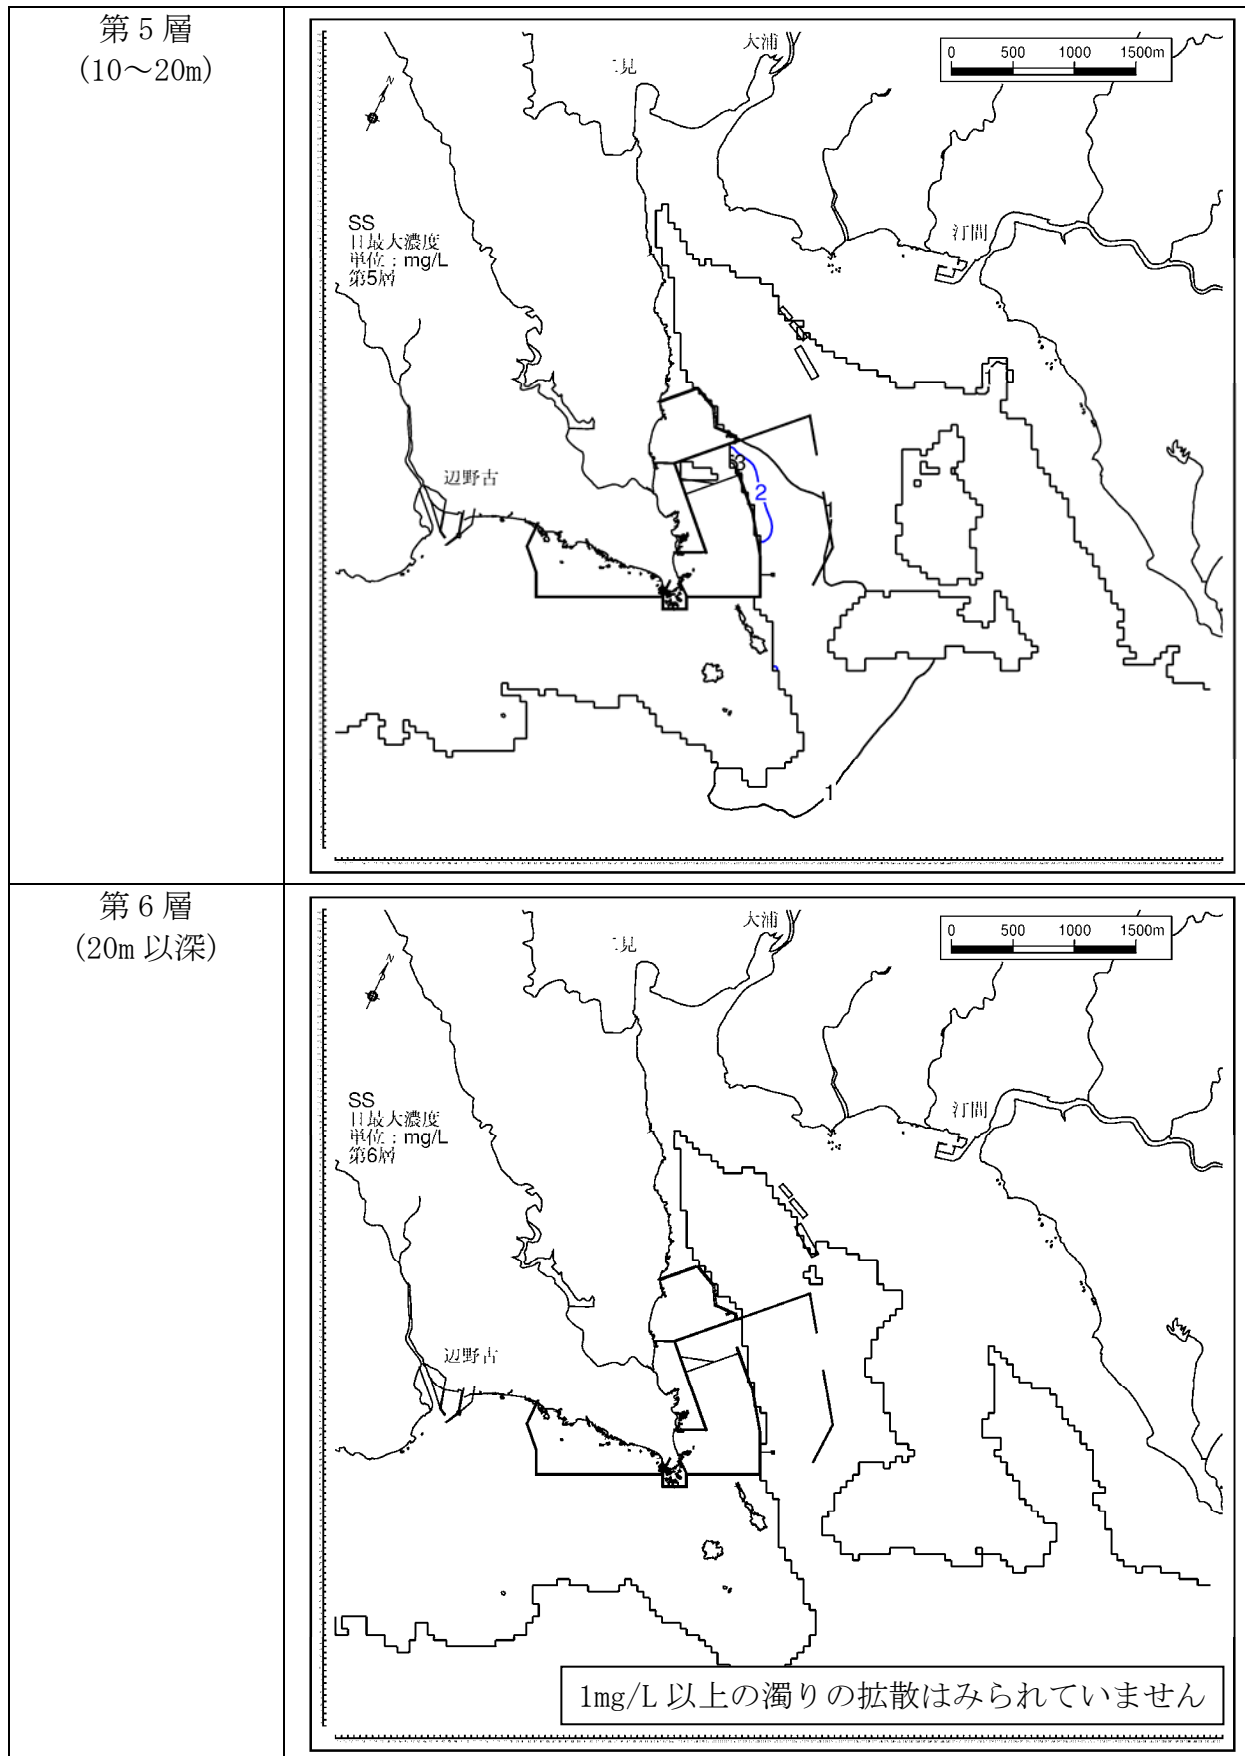 第5層
(10～20m)
大浦
二見
0 500 1000 1500m
N
SS
日最大濃度
単位：mg/L
第5層
汀間
辺野古
3
2
1
第6層
(20m以深)
大浦
二見
0 500 1000 1500m
N
SS
日最大濃度
単位：mg/L
第6層
汀間
辺野古
1mg/L以上の濁りの拡散はみられていません